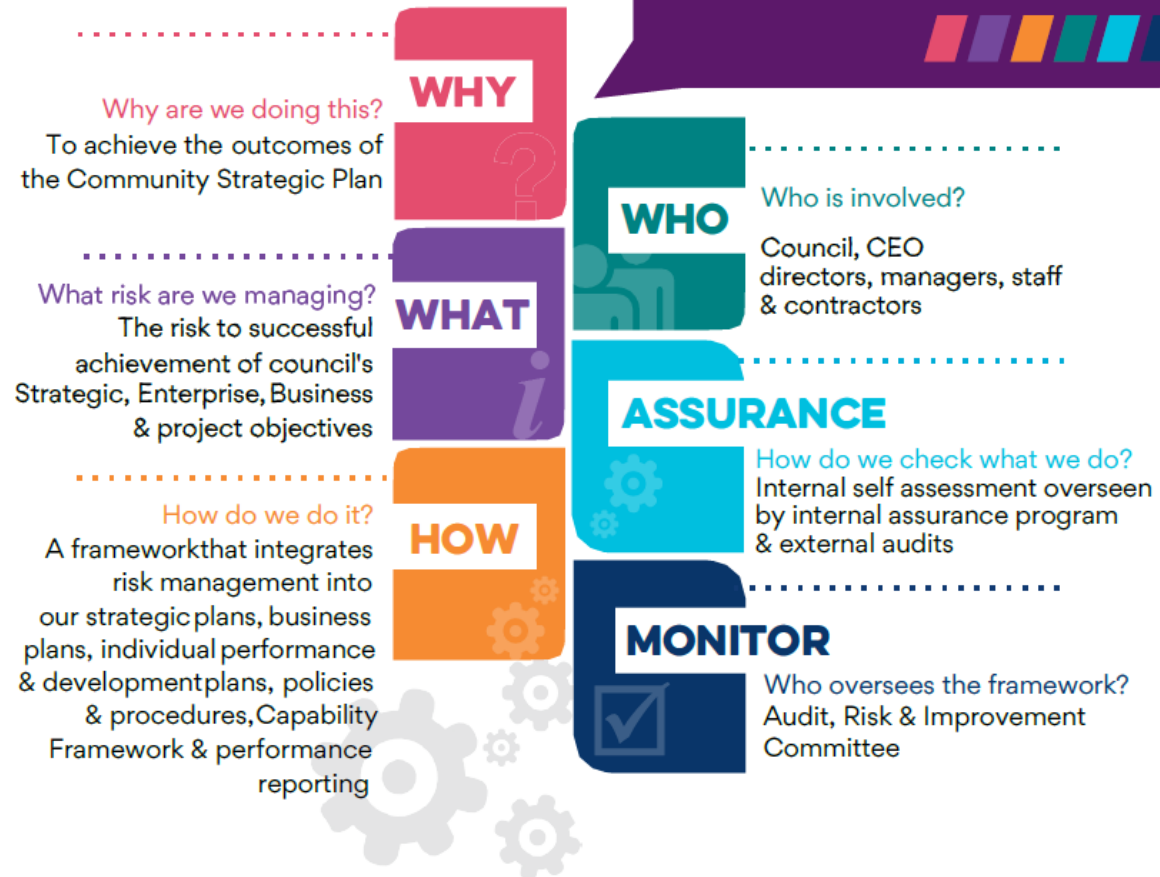 WHY
Why are we doing this?
To achieve the outcomes of
the Community Strategic Plan
?
WHO
Who is involved?
Council, CEO
directors, managers, staff
& contractors
WHAT
What risk are we managing?
The risk to successful
achievement of council's
Strategic, Enterprise, Business
& project objectives
i
ASSURANCE
How do we check what we do?
Internal self assessment overseen
by internal assurance program
& external audits
HOW
How do we do it?
A frameworkthat integrates
risk management into
our strategic plans, business
plans, individual performance
& developmentplans, policies
& procedures, Capability
Framework & performance
reporting
MONITOR
Who oversees the framework?
Audit, Risk & Improvement
Committee